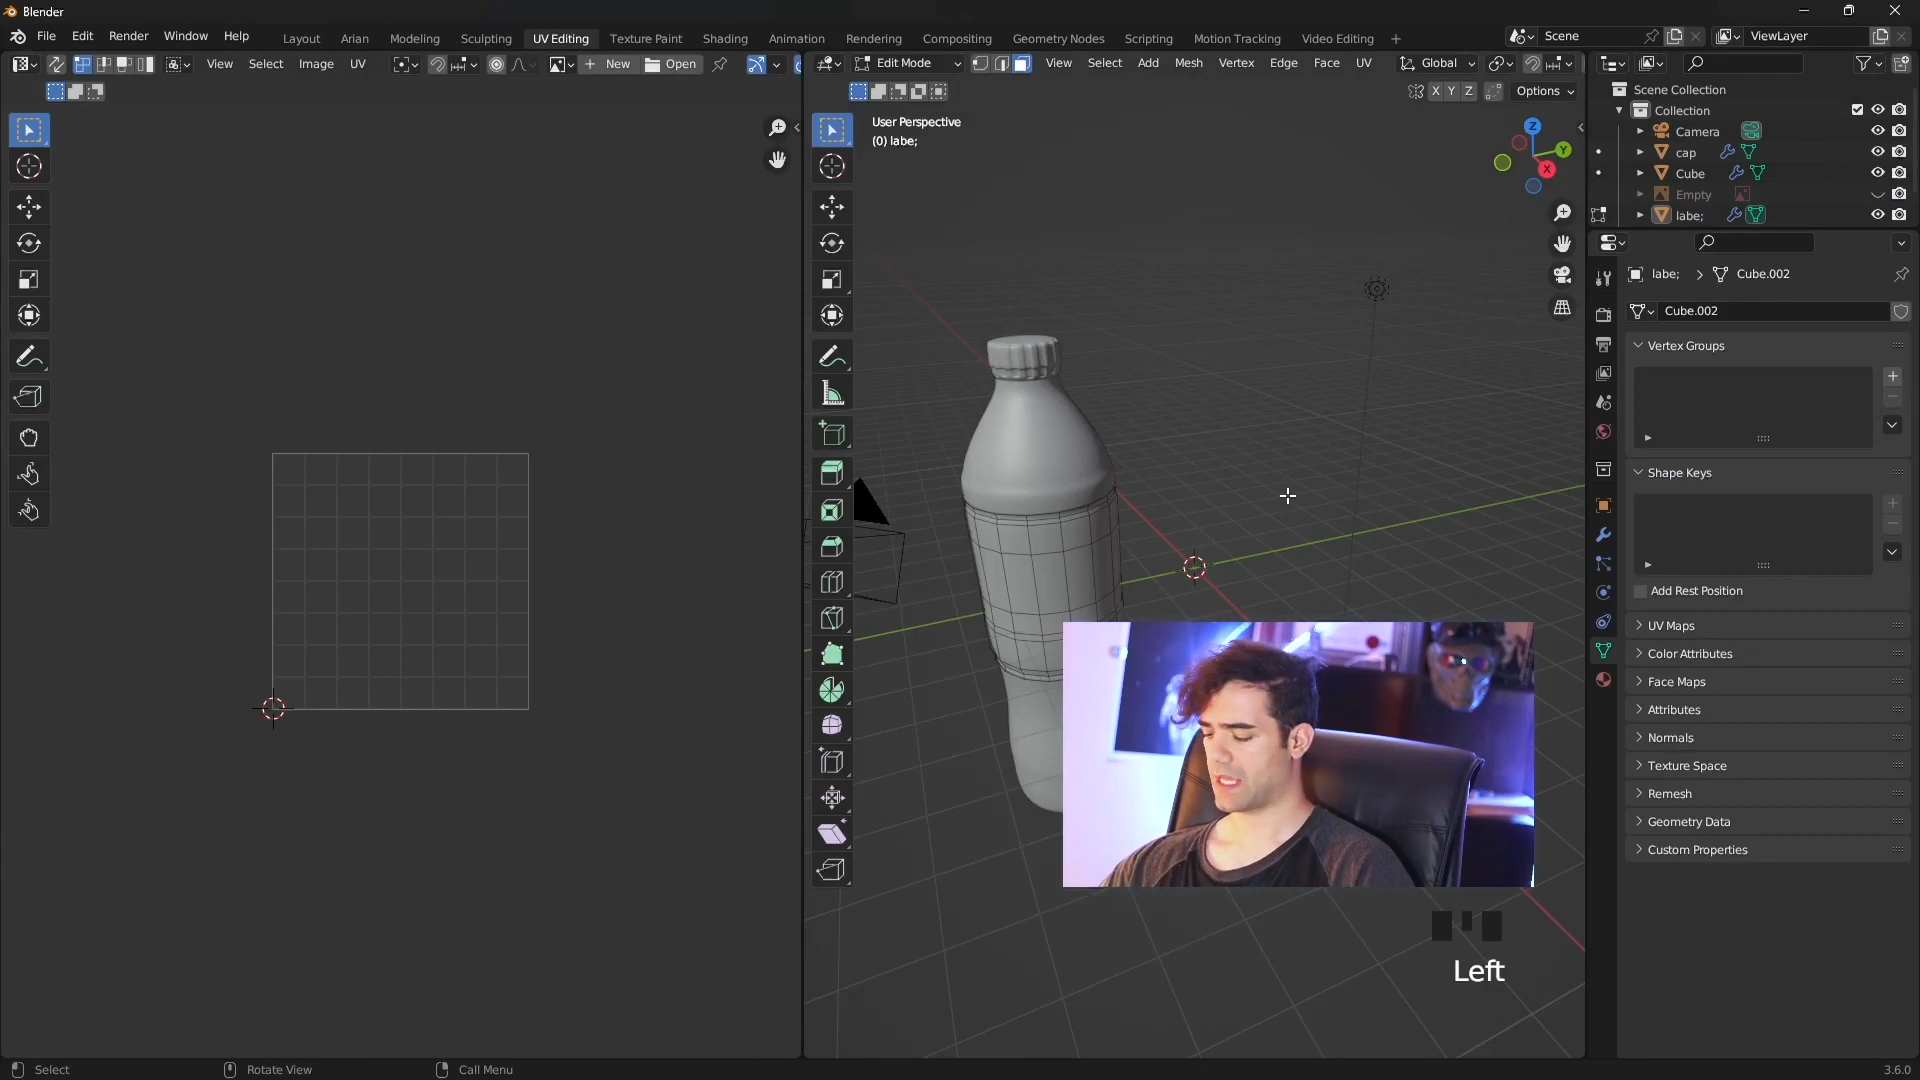 Blender
File Edit Render Window Help Layout Arian Modeling Sculpting UV Editing Texture Paint Shading Animation Rendering Compositing Geometry Nodes Scripting Motion Tracking Video Editing + Scene ViewLayer
View Select Image UV New Open Edit Mode View Select Add Mesh Vertex Edge Face UV Global
X Y Z Options
User Perspective
(0) labe;
Z
Y
X
Scene Collection
Collection
Camera
cap
Cube
Empty
labe;
labe; > Cube.002
Cube.002
Vertex Groups
Shape Keys
Add Rest Position
UV Maps
Color Attributes
Face Maps
Attributes
Normals
Texture Space
Remesh
Geometry Data
Custom Properties
Left
Select Rotate View Call Menu 3.6.0